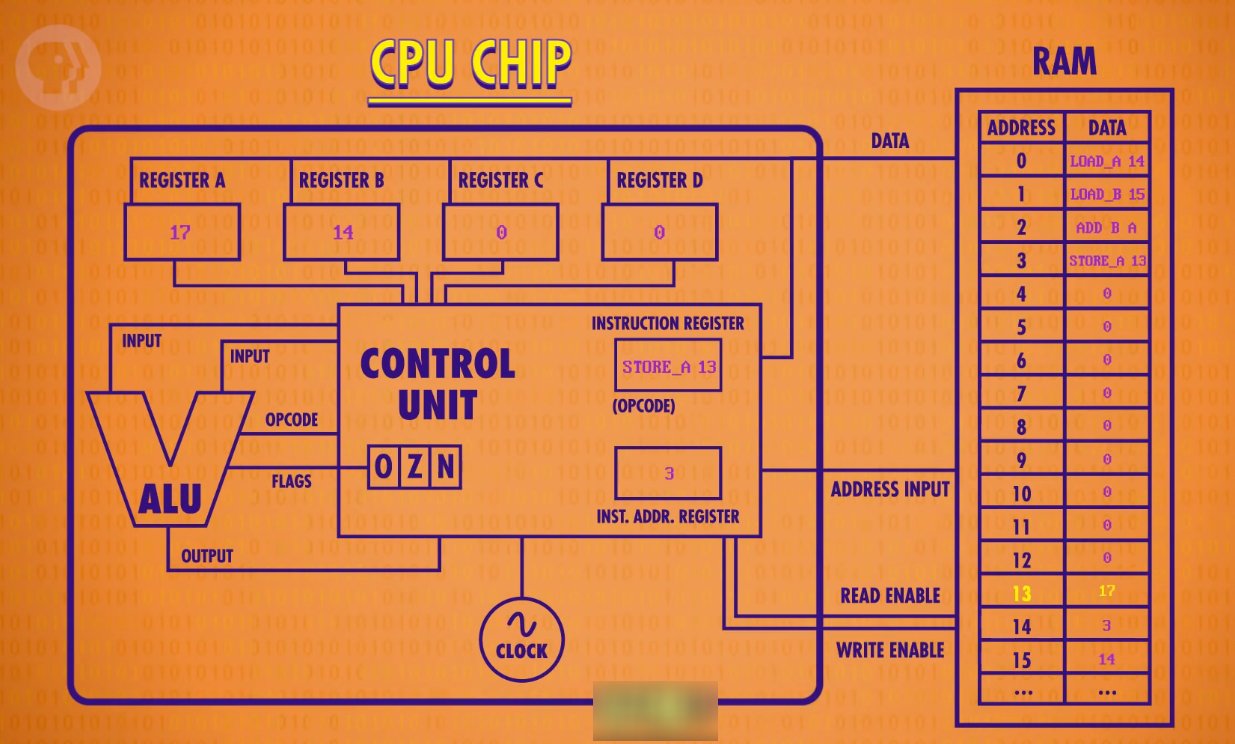 CPU CHIP
RAM
DATA
REGISTER A
REGISTER B
REGISTER C
REGISTER D
17
14
0
0
INPUT
INPUT
CONTROL
UNIT
INSTRUCTION REGISTER
STORE_A 13
(OPCODE)
OPCODE
FLAGS
O Z N
3
INST. ADDR. REGISTER
ALU
OUTPUT
CLOCK
ADDRESS INPUT
READ ENABLE
WRITE ENABLE
ADDRESS DATA
0 LOAD_A 14
1 LOAD_B 15
2 ADD B A
3 STORE_A 13
4 0
5 0
6 0
7 0
8 0
9 0
10 0
11 0
12 0
13 17
14 3
15 14
... ...